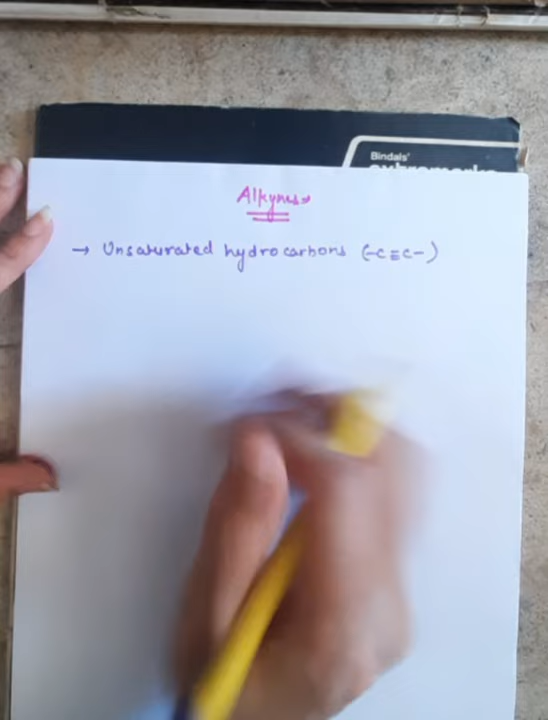 Bindals'
Alkynes
→ Unsaturated hydrocarbons (-C≡C-)